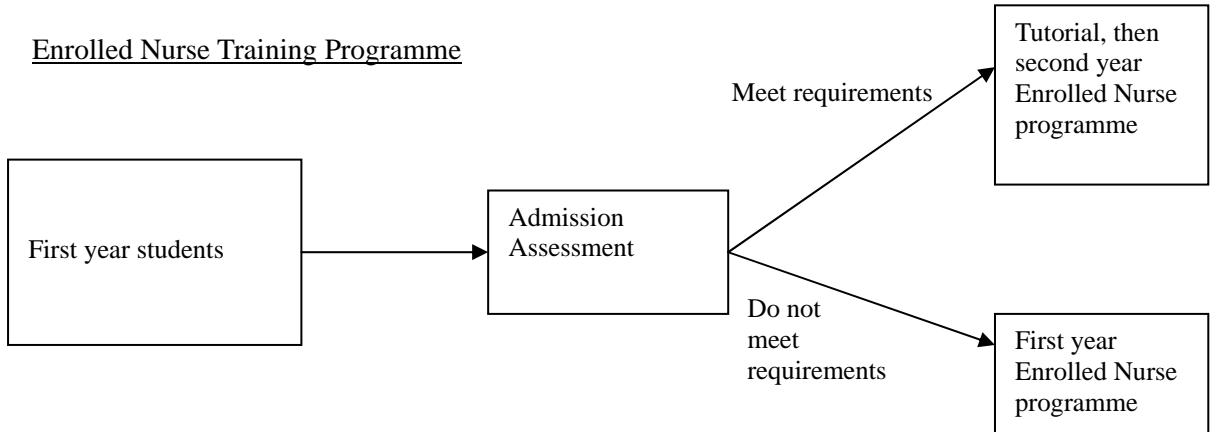 Enrolled Nurse Training Programme
First year students
Admission
Assessment
Meet requirements
Tutorial, then
second year
Enrolled Nurse
programme
Do not
meet
requirements
First year
Enrolled Nurse
programme